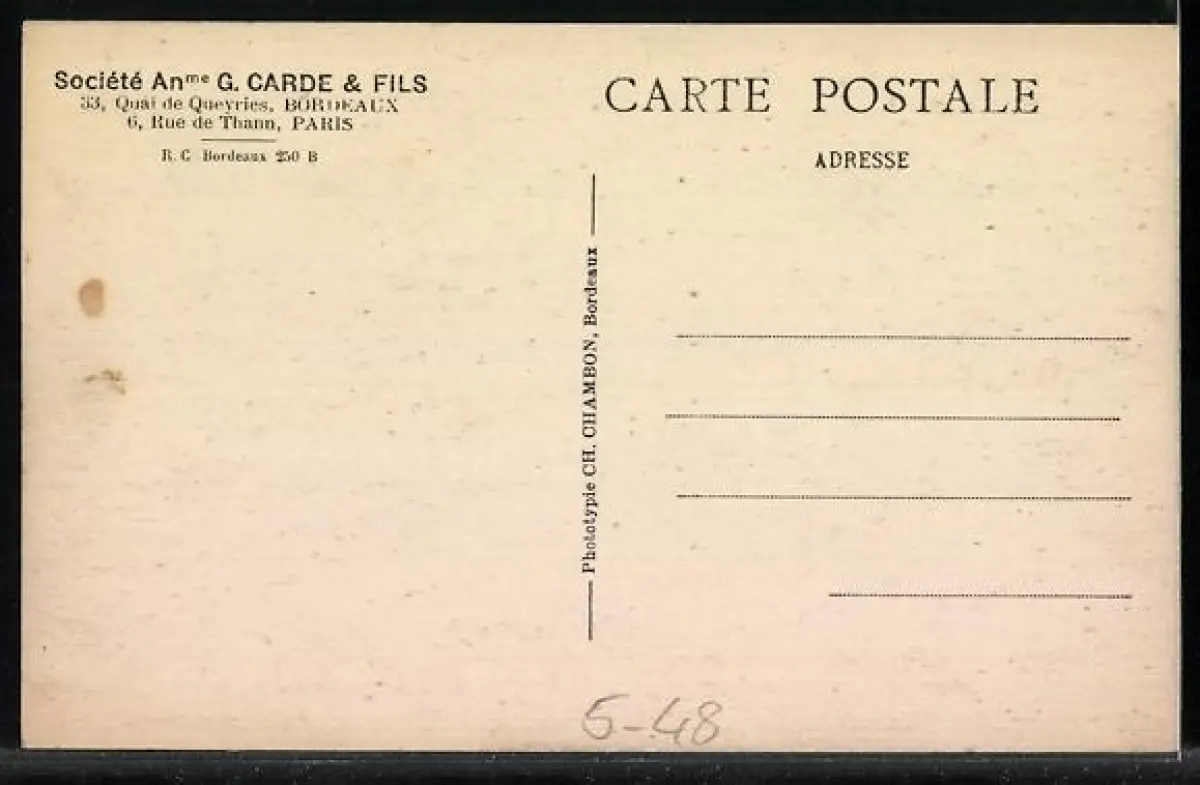 Société Anme G. CARDE & FILS
33, Quai de Queyries, BORDEAUX
6, Rue de Thann, PARIS
R. C. Bordeaux 250 B
CARTE POSTALE
ADRESSE
Phototypie CH. CHAMBON, Bordeaux
5-48